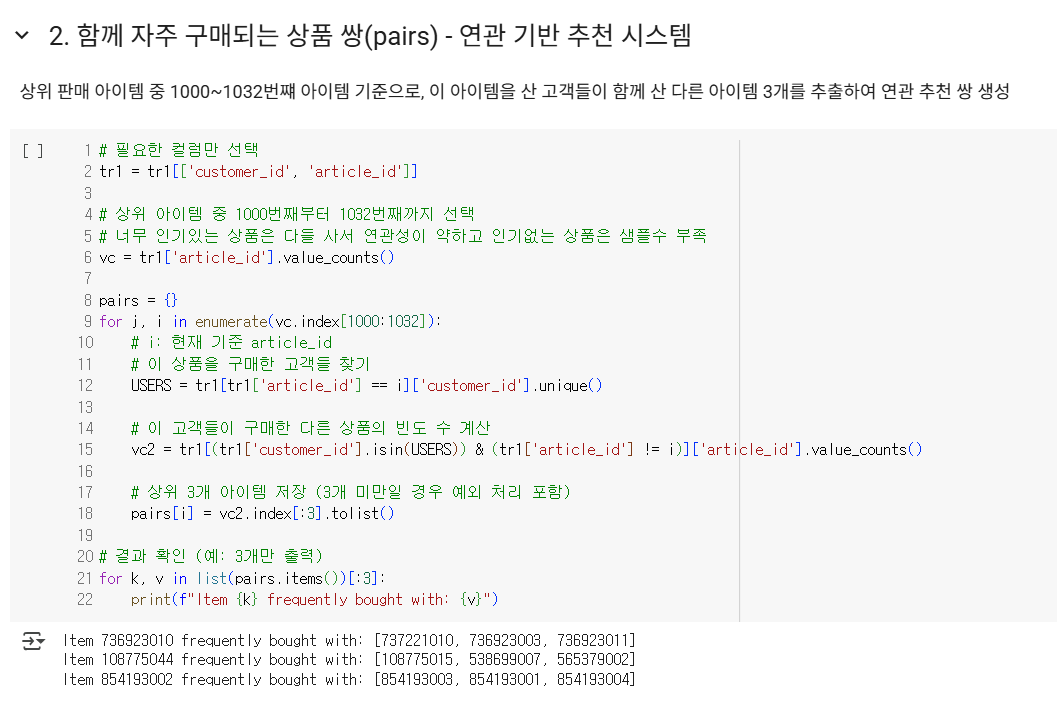 2. 함께 자주 구매되는 상품 쌍(pairs) - 연관 기반 추천 시스템
상위 판매 아이템 중 1000~1032번째 아이템 기준으로, 이 아이템을 산 고객들이 함께 산 다른 아이템 3개를 추출하여 연관 추천 쌍 생성
[ ]
1 # 필요한 컬럼만 선택
2 tr1 = tr1[['customer_id', 'article_id']]
3
4 # 상위 아이템 중 1000번째부터 1032번째까지 선택
5 # 너무 인기있는 상품은 다들 사서 연관성이 약하고 인기없는 상품은 샘플수 부족
6 vc = tr1['article_id'].value_counts()
7
8 pairs = {}
9 for j, i in enumerate(vc.index[1000:1032]):
10     # i: 현재 기준 article_id
11     # 이 상품을 구매한 고객들 찾기
12     USERS = tr1[tr1['article_id'] == i]['customer_id'].unique()
13
14     # 이 고객들이 구매한 다른 상품의 빈도 수 계산
15     vc2 = tr1[(tr1['customer_id'].isin(USERS)) & (tr1['article_id'] != i)]['article_id'].value_counts()
16
17     # 상위 3개 아이템 저장 (3개 미만일 경우 예외 처리 포함)
18     pairs[i] = vc2.index[:3].tolist()
19
20 # 결과 확인 (예: 3개만 출력)
21 for k, v in list(pairs.items())[:3]:
22     print(f"Item {k} frequently bought with: {v}")
Item 736923010 frequently bought with: [737221010, 736923003, 736923011]
Item 108775044 frequently bought with: [108775015, 538699007, 565379002]
Item 854193002 frequently bought with: [854193003, 854193001, 854193004]